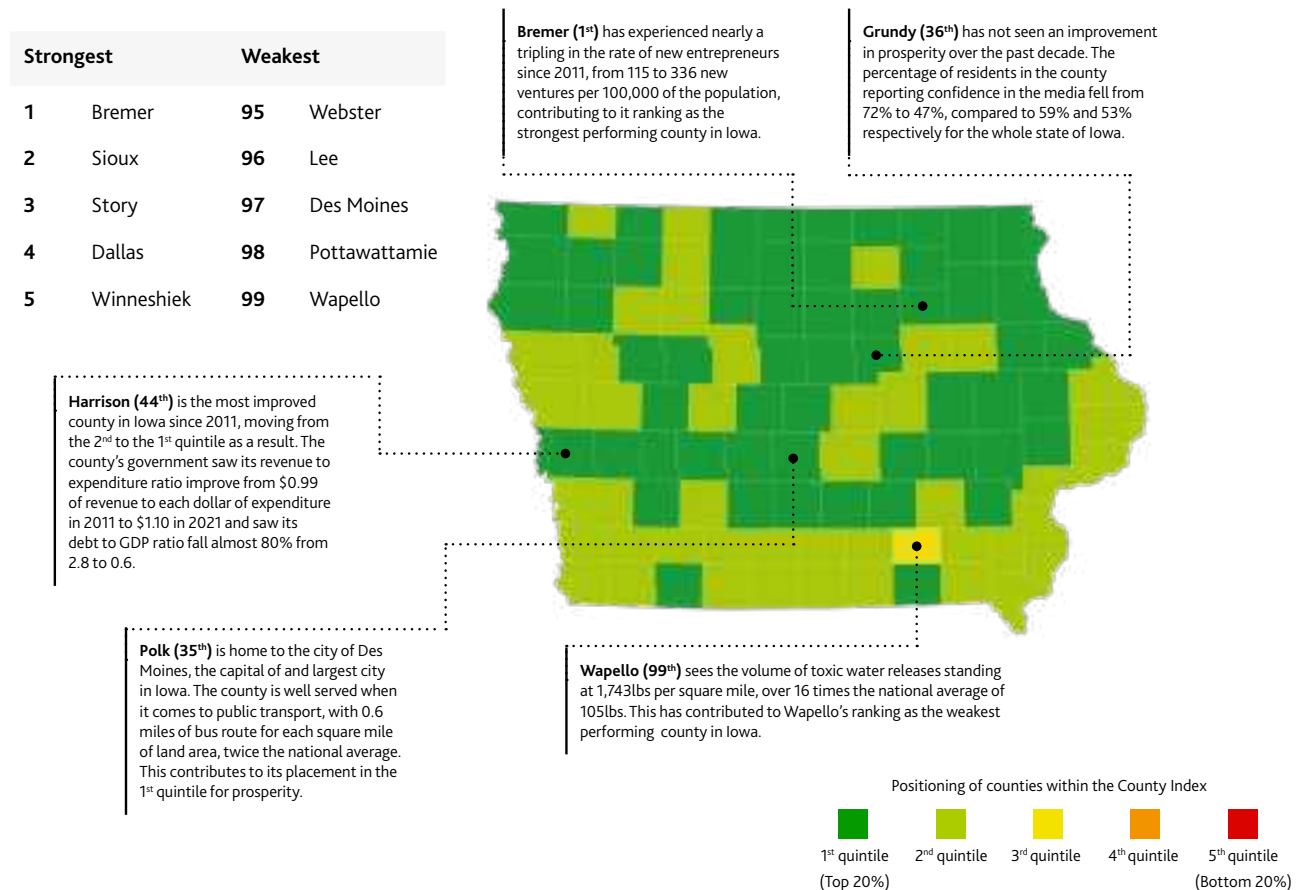 Strongest Weakest
1 Bremer 95 Webster
2 Sioux 96 Lee
3 Story 97 Des Moines
4 Dallas 98 Pottawattamie
5 Winneshiek 99 Wapello
Bremer (1st) has experienced nearly a
tripling in the rate of new entrepreneurs
since 2011, from 115 to 336 new
ventures per 100,000 of the population,
contributing to it ranking as the
strongest performing county in Iowa.
Grundy (36th) has not seen an improvement
in prosperity over the past decade. The
percentage of residents in the county
reporting confidence in the media fell from
72% to 47%, compared to 59% and 53%
respectively for the whole state of Iowa.
Harrison (44th) is the most improved
county in Iowa since 2011, moving from
the 2nd to the 1st quintile as a result. The
county's government saw its revenue to
expenditure ratio improve from $0.99
of revenue to each dollar of expenditure
in 2011 to $1.10 in 2021 and saw its
debt to GDP ratio fall almost 80% from
2.8 to 0.6.
Polk (35th) is home to the city of Des
Moines, the capital of and largest city
in Iowa. The county is well served when
it comes to public transport, with 0.6
miles of bus route for each square mile
of land area, twice the national average.
This contributes to its placement in the
1st quintile for prosperity.
Wapello (99th) sees the volume of toxic water releases standing
at 1,743lbs per square mile, over 16 times the national average of
105lbs. This has contributed to Wapello's ranking as the weakest
performing county in Iowa.
Positioning of counties within the County Index
1st quintile 2nd quintile 3rd quintile 4th quintile 5th quintile
(Top 20%) (Bottom 20%)